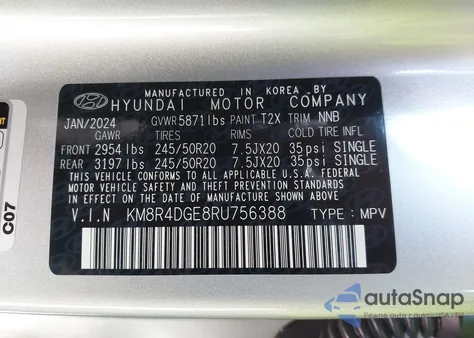 MANUFACTURED IN KOREA BY
HYUNDAI MOTOR COMPANY
JAN/2024 GVWR 5871 lbs PAINT T2X TRIM NNB
GAWR TIRES RIMS COLD TIRE INFL
FRONT 2954 lbs 245/50R20 7.5JX20 35psi SINGLE
REAR 3197 lbs 245/50R20 7.5JX20 35psi SINGLE
THIS VEHICLE CONFORMS TO ALL APPLICABLE U.S.A. FEDERAL
MOTOR VEHICLE SAFETY AND THEFT PREVENTION STANDARDS IN
EFFECT ON THE DATE OF MANUFACTURE SHOWN ABOVE.
V.I.N KM8R4DGE8RU756388 TYPE : MPV
C07
autoSnap